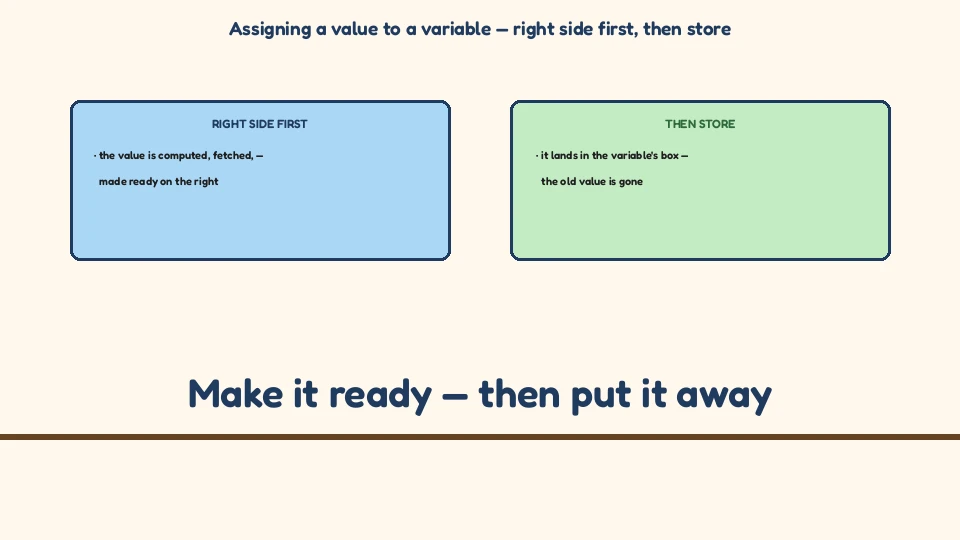 Assigning a value to a variable — right side first, then store
RIGHT SIDE FIRST
· the value is computed, fetched, —
made ready on the right
THEN STORE
· it lands in the variable's box —
the old value is gone
Make it ready — then put it away